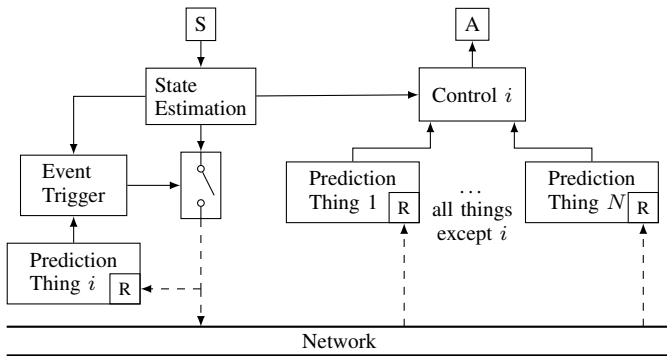 S
A
State
Estimation
Control i
Event
Trigger
Prediction
Thing 1
R
...
all things
except i
Prediction
Thing N
R
Prediction
Thing i
R
Network